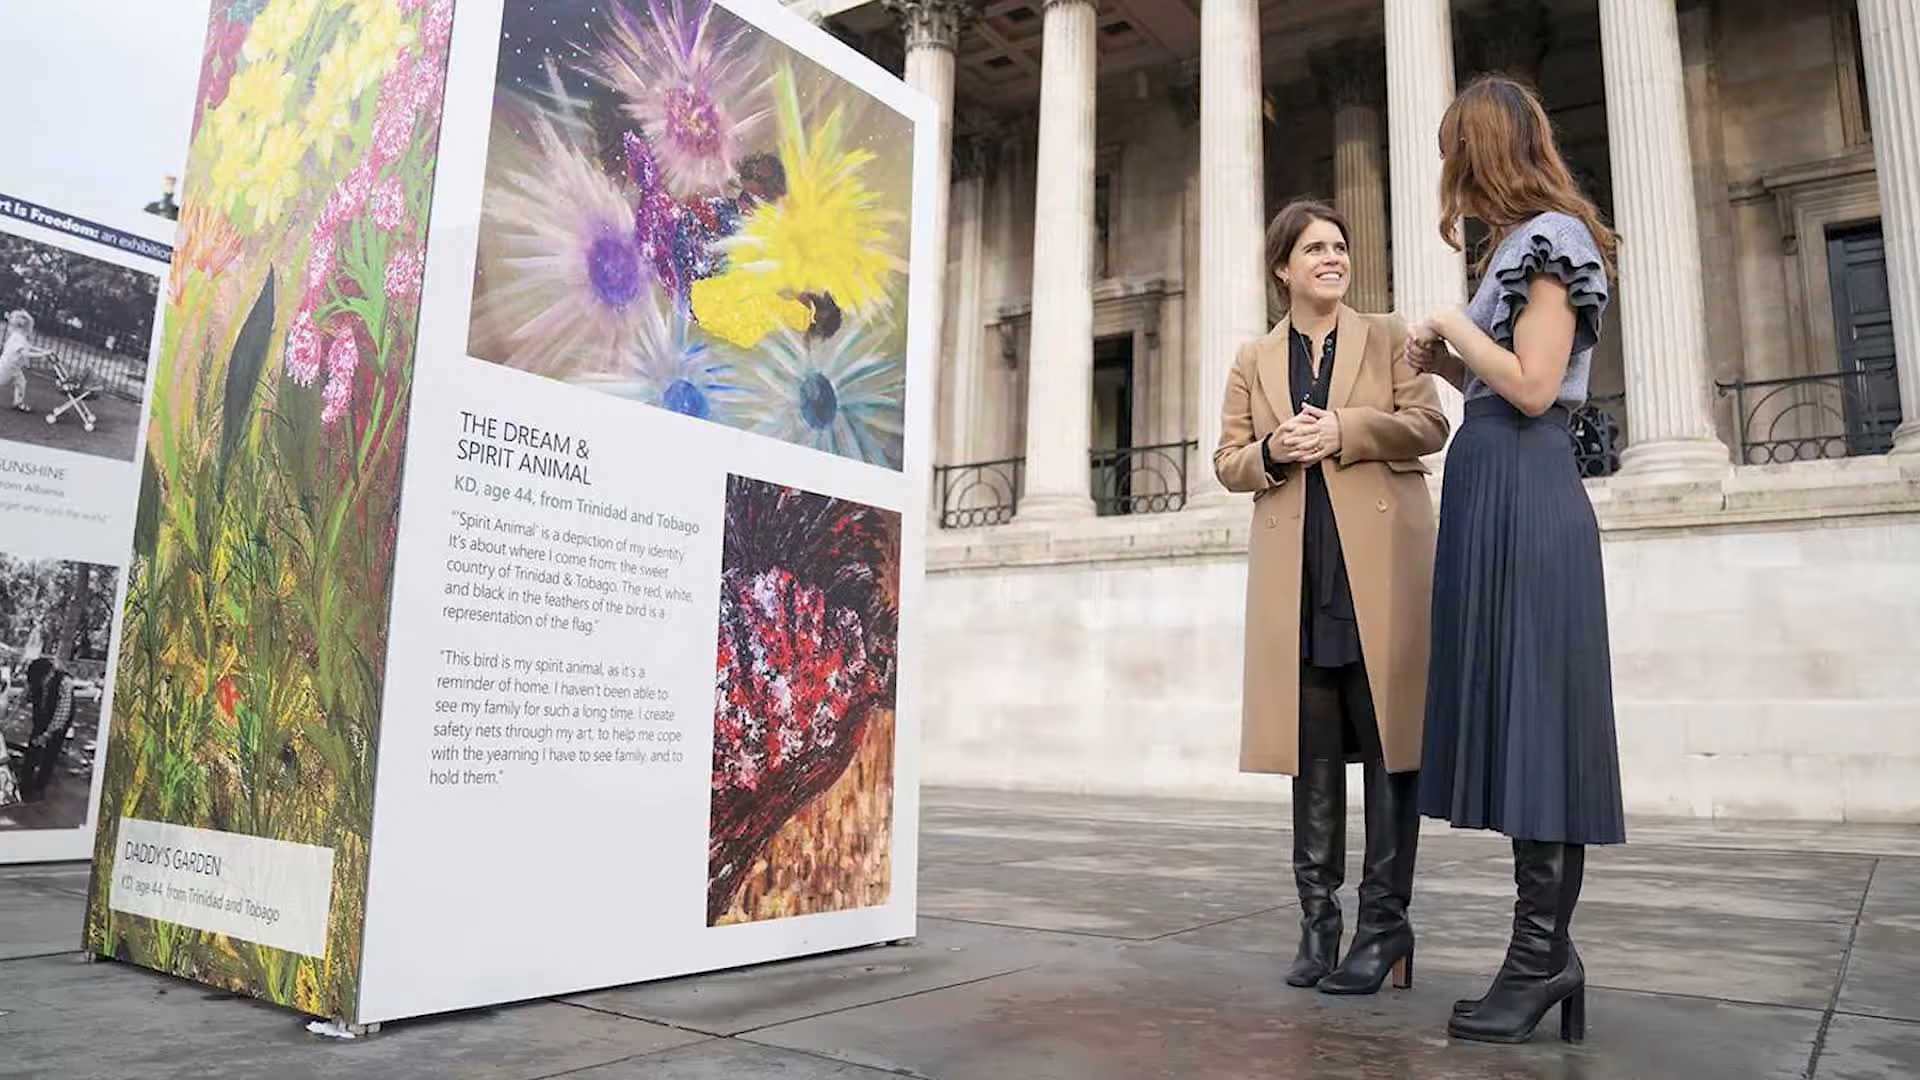 rt Is Freedom: an exhibition
SUNSHINE
from Albania
THE DREAM &
SPIRIT ANIMAL
KD, age 44, from Trinidad and Tobago
"'Spirit Animal' is a depiction of my identity.
It's about where I come from: the sweet
country of Trinidad & Tobago. The red, white,
and black in the feathers of the bird is a
representation of the flag."
"This bird is my spirit animal, as it's a
reminder of home. I haven't been able to
see my family for such a long time. I create
safety nets through my art, to help me cope
with the yearning I have to see family, and to
hold them."
DADDY'S GARDEN
KD, age 44, from Trinidad and Tobago